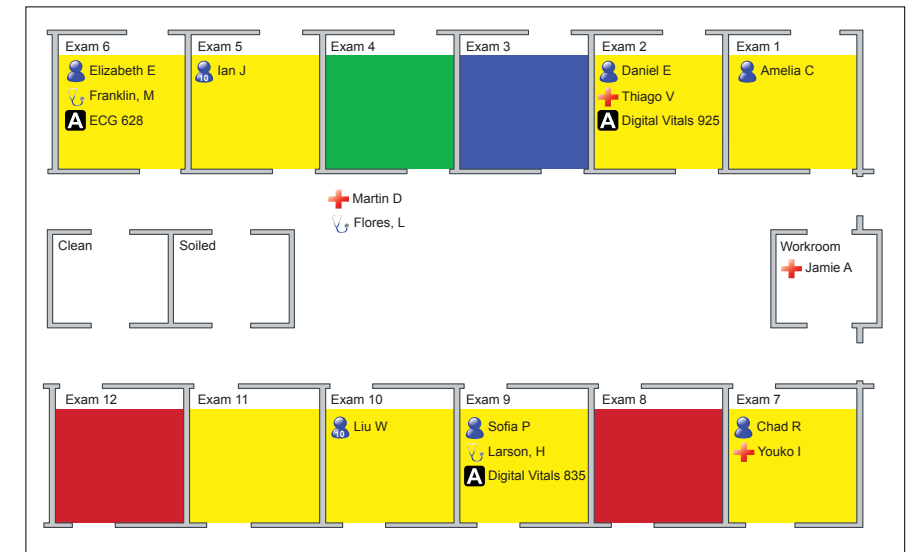 Exam 6
Elizabeth E
Franklin, M
A ECG 628
Exam 5
10 Ian J
Exam 4
Exam 3
Exam 2
Daniel E
Thiago V
A Digital Vitals 925
Exam 1
Amelia C
Martin D
Flores, L
Clean
Soiled
Workroom
Jamie A
Exam 12
Exam 11
Exam 10
10 Liu W
Exam 9
Sofia P
Larson, H
A Digital Vitals 835
Exam 8
Exam 7
Chad R
Youko I